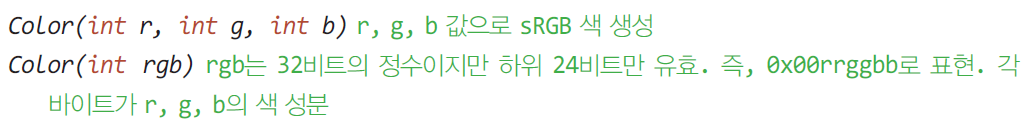 Color(int r, int g, int b) r, g, b 값으로 sRGB 색 생성
Color(int rgb) rgb는 32비트의 정수이지만 하위 24비트만 유효. 즉, 0x00rrggbb로 표현. 각
바이트가 r, g, b의 색 성분